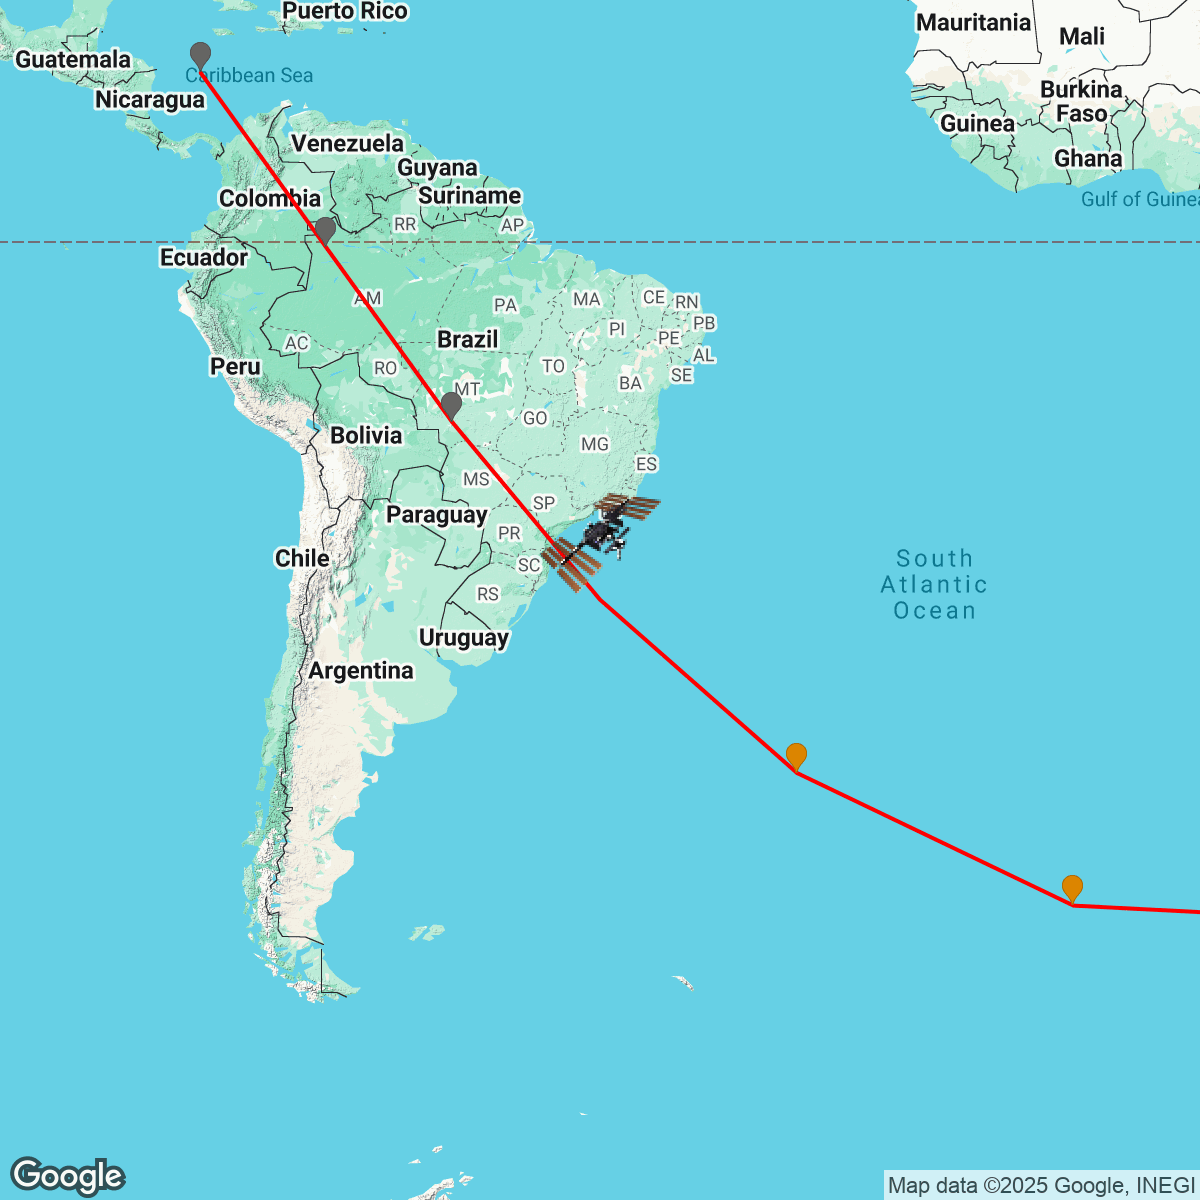 Puerto Rico
Mauritania
Mali
Guatemala
Caribbean Sea
Nicaragua
Burkina
Faso
Guinea
Venezuela
Ghana
Guyana
Suriname
Colombia
Gulf of Guinea
RR
AP
Ecuador
AM
PA
MA
CE
RN
PB
PI
PE
Brazil
AC
AL
Peru
RO
TO
SE
MT
BA
GO
Bolivia
MG
ES
MS
SP
Paraguay
PR
Chile
SC
South
Atlantic
Ocean
RS
Uruguay
Argentina
Google
Map data ©2025 Google, INEGI